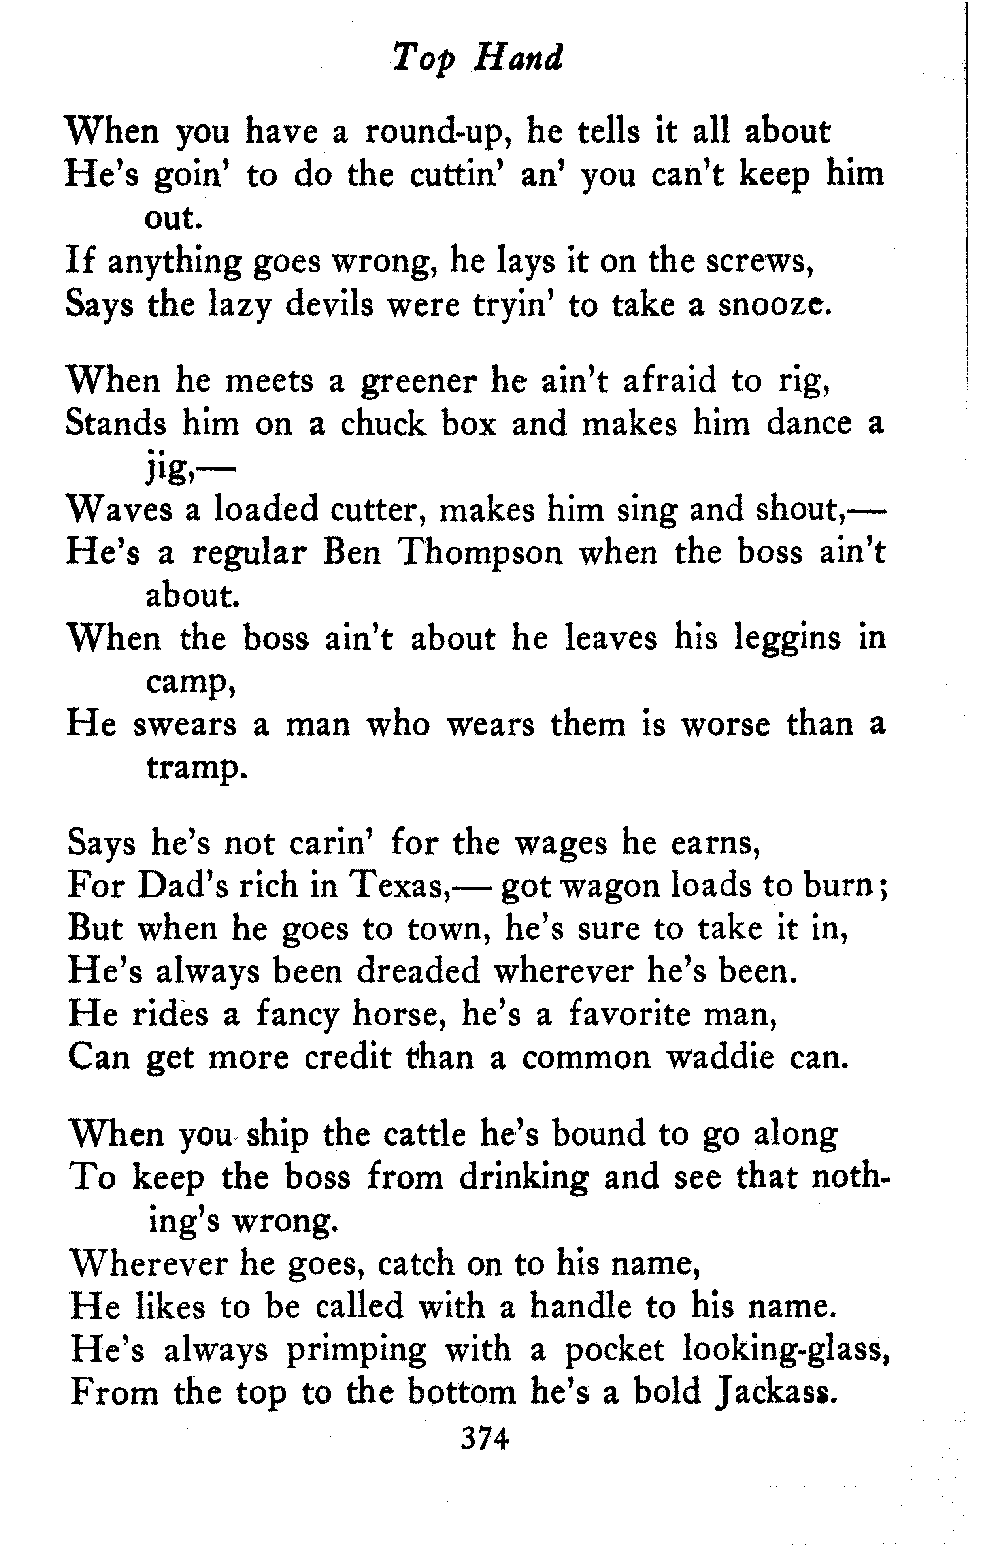 Top Hand
When you have a round-up, he tells it all about
He's goin' to do the cuttin' an' you can't keep him
out.
If anything goes wrong, he lays it on the screws,
Says the lazy devils were tryin' to take a snooze.
When he meets a greener he ain't afraid to rig,
Stands him on a chuck box and makes him dance a
jig,—
Waves a loaded cutter, makes him sing and shout,—
He's a regular Ben Thompson when the boss ain't
about.
When the boss ain't about he leaves his leggins in
camp,
He swears a man who wears them is worse than a
tramp.
Says he's not carin' for the wages he earns,
For Dad's rich in Texas,— got wagon loads to burn;
But when he goes to town, he's sure to take it in,
He's always been dreaded wherever he's been.
He rides a fancy horse, he's a favorite man,
Can get more credit than a common waddie can.
When you ship the cattle he's bound to go along
To keep the boss from drinking and see that noth-
ing's wrong.
Wherever he goes, catch on to his name,
He likes to be called with a handle to his name.
He's always primping with a pocket looking-glass,
From the top to the bottom he's a bold Jackass.
374